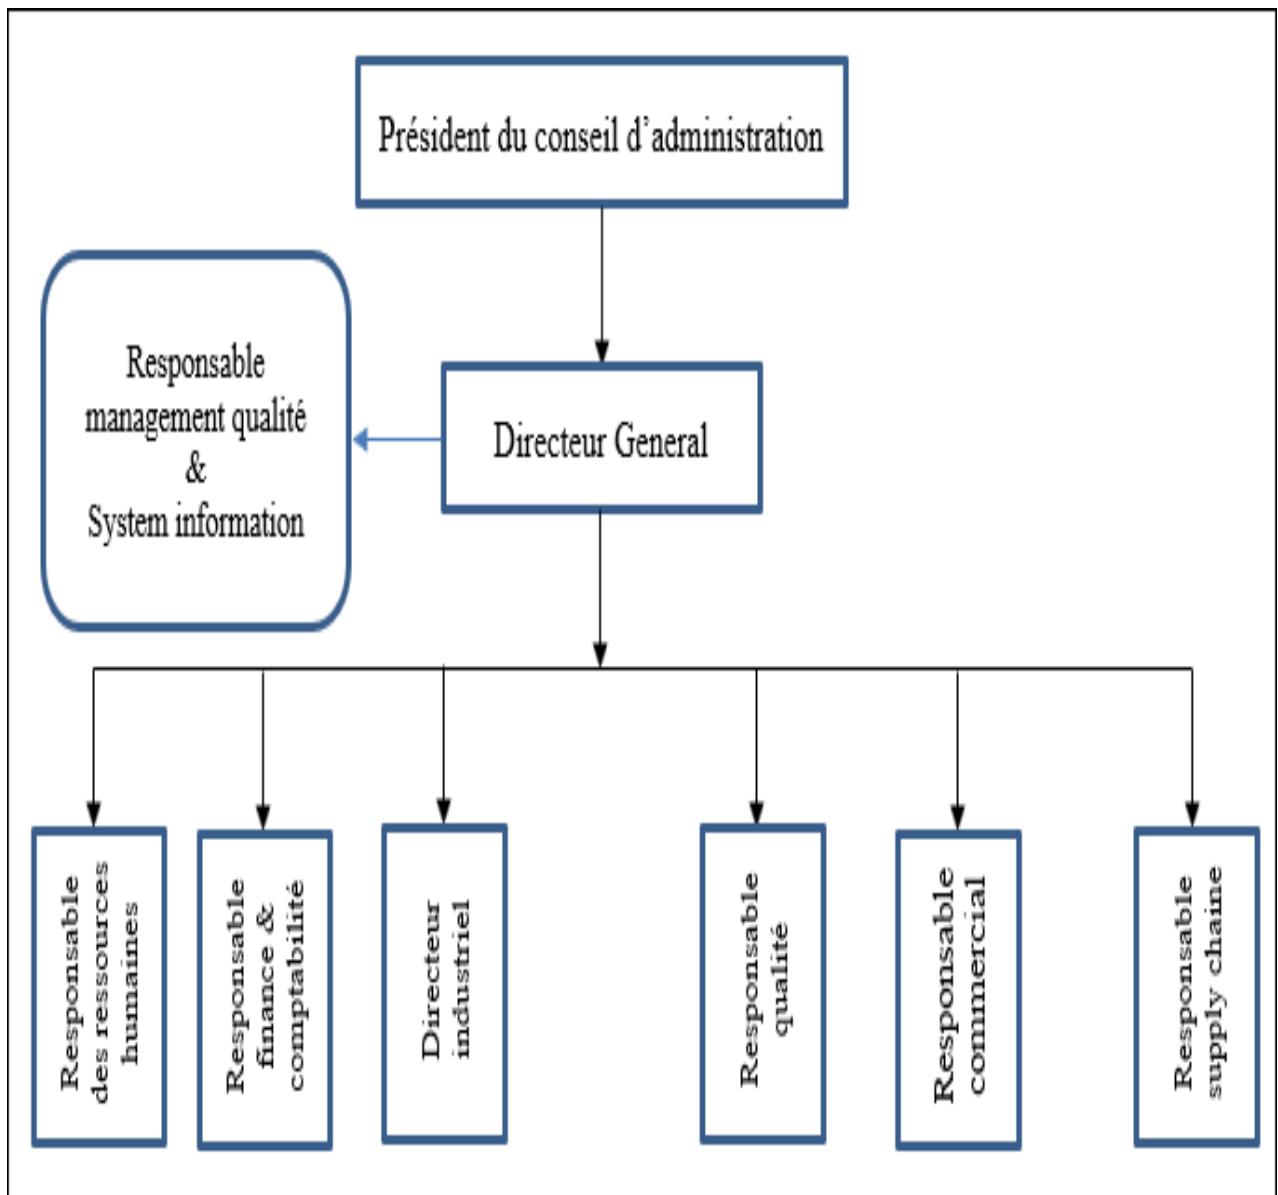 Président du conseil d’administration
Responsable
management qualité
&
System information
Directeur General
Responsable
des ressources
humaines
Responsable
finance &
comptabilité
Directeur
industriel
Responsable
qualité
Responsable
commercial
Responsable
supply chaine